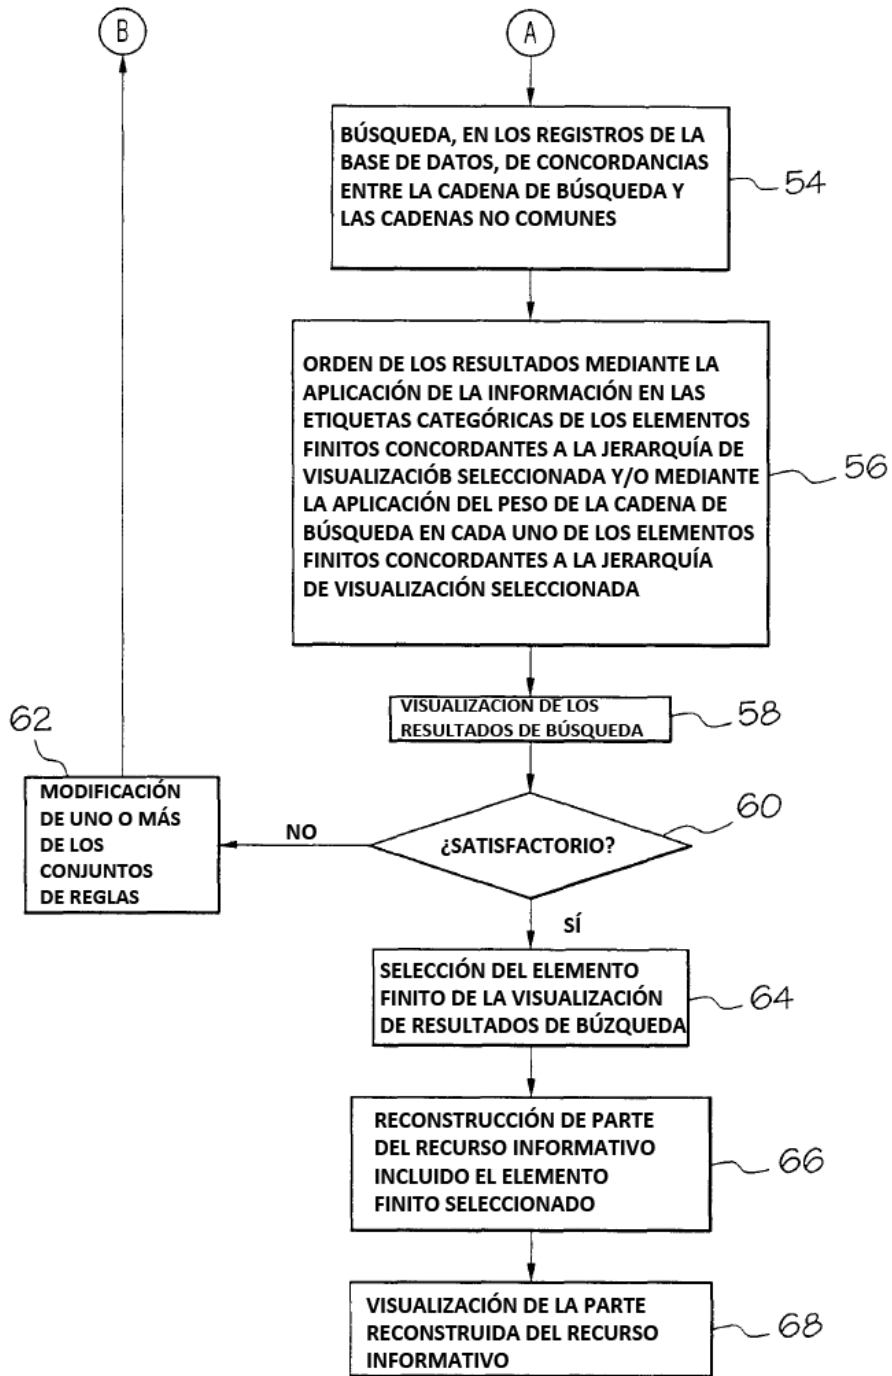 B
A
BÚSQUEDA, EN LOS REGISTROS DE LA
BASE DE DATOS, DE CONCORDANCIAS
ENTRE LA CADENA DE BÚSQUEDA Y
LAS CADENAS NO COMUNES
54
ORDEN DE LOS RESULTADOS MEDIANTE LA
APLICACIÓN DE LA INFORMACIÓN EN LAS
ETIQUETAS CATEGÓRICAS DE LOS ELEMENTOS
FINITOS CONCORDANTES A LA JERARQUÍA DE
VISUALIZACIÓB SELECCIONADA Y/O MEDIANTE
LA APLICACIÓN DEL PESO DE LA CADENA DE
BÚSQUEDA EN CADA UNO DE LOS ELEMENTOS
FINITOS CONCORDANTES A LA JERARQUÍA
DE VISUALIZACIÓN SELECCIONADA
56
VISUALIZACION DE LOS
RESULTADOS DE BÚSQUEDA
58
62
MODIFICACIÓN
DE UNO O MÁS
DE LOS
CONJUNTOS
DE REGLAS
NO
¿SATISFACTORIO?
60
SÍ
SELECCIÓN DEL ELEMENTO
FINITO DE LA VISUALIZACIÓN
DE RESULTADOS DE BÚZQUEDA
64
RECONSTRUCCIÓN DE PARTE
DEL RECURSO INFORMATIVO
INCLUIDO EL ELEMENTO
FINITO SELECCIONADO
66
VISUALIZACIÓN DE LA PARTE
RECONSTRUIDA DEL RECURSO
INFORMATIVO
68